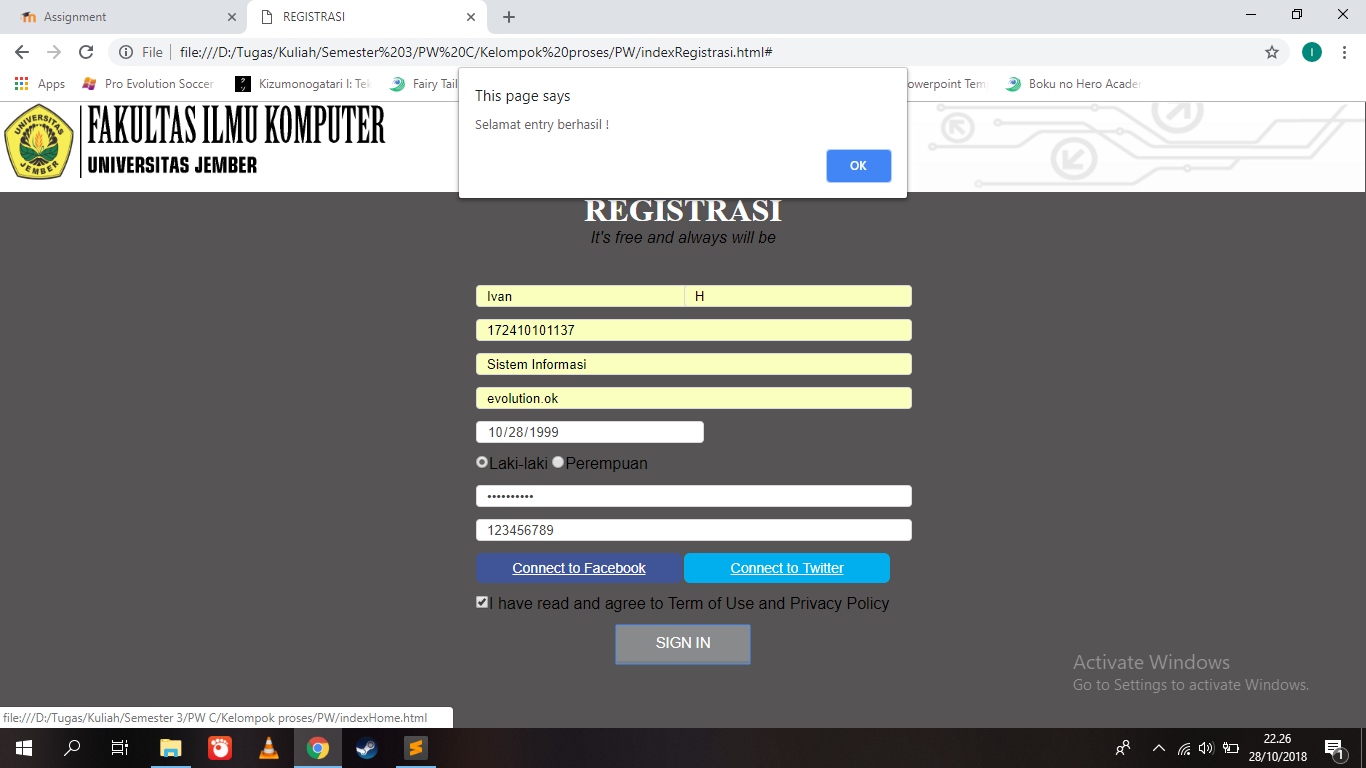 Assignment
REGISTRASI
File
file:///D:/Tugas/Kuliah/Semester%203/PW%20C/Kelompok%20proses/PW/indexRegistrasi.html#
I
Apps
Pro Evolution Soccer
Kizumonogatari I: Tek
Fairy Tail
owerpoint Tem
Boku no Hero Acader
This page says
Selamat entry berhasil !
OK
UNIVERSITAS
JEMBER
FAKULTAS ILMU KOMPUTER
UNIVERSITAS JEMBER
REGISTRASI
It's free and always will be
Ivan
H
172410101137
Sistem Informasi
evolution.ok
10/28/1999
Laki-laki
Perempuan
••••••••••
123456789
Connect to Facebook
Connect to Twitter
I have read and agree to Term of Use and Privacy Policy
SIGN IN
Activate Windows
Go to Settings to activate Windows.
file:///D:/Tugas/Kuliah/Semester 3/PW C/Kelompok proses/PW/indexHome.html
22.26
28/10/2018
1